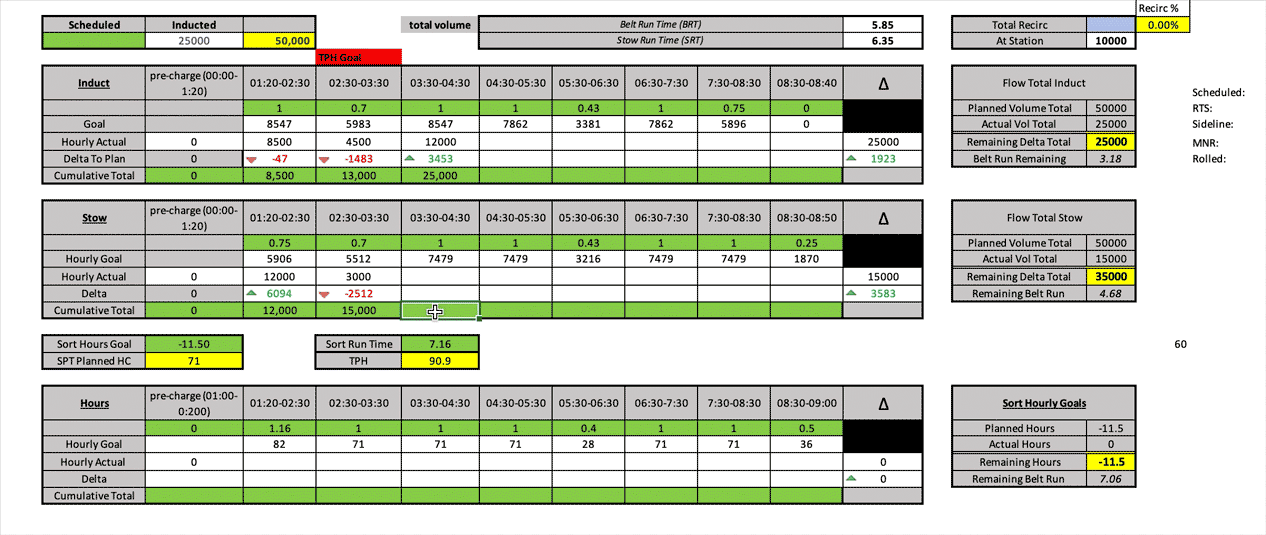 Recirc %
Scheduled Inducted total volume Belt Run Time (BRT) 5.85 Total Recirc 0.00%
25000 50,000 Stow Run Time (SRT) 6.35 At Station 10000
TPH Goal
Induct pre-charge (00:00-1:20) 01:20-02:30 02:30-03:30 03:30-04:30 04:30-05:30 05:30-06:30 06:30-7:30 7:30-08:30 08:30-08:40 Δ Flow Total Induct
Scheduled:
1 0.7 1 1 0.43 1 0.75 0 Planned Volume Total 50000 RTS:
Goal 8547 5983 8547 7862 3381 7862 5896 0 Actual Vol Total 25000 Sideline:
Hourly Actual 0 8500 4500 12000 25000 Remaining Delta Total 25000 MNR:
Delta To Plan 0 -47 -1483 3453 1923 Belt Run Remaining 3.18 Rolled:
Cumulative Total 0 8,500 13,000 25,000
Stow pre-charge (00:00-1:20) 01:20-02:30 02:30-03:30 03:30-04:30 04:30-05:30 05:30-06:30 06:30-7:30 7:30-08:30 08:30-08:50 Δ Flow Total Stow
0.75 0.7 1 1 0.43 1 1 0.25 Planned Volume Total 50000
Hourly Goal 5906 5512 7479 7479 3216 7479 7479 1870 Actual Vol Total 15000
Hourly Actual 0 12000 3000 15000 Remaining Delta Total 35000
Delta 0 6094 -2512 3583 Remaining Belt Run 4.68
Cumulative Total 0 12,000 15,000
Sort Hours Goal -11.50 Sort Run Time 7.16 60
SPT Planned HC 71 TPH 90.9
Hours pre-charge (01:00-0:200) 01:20-02:30 02:30-03:30 03:30-04:30 04:30-05:30 05:30-06:30 06:30-7:30 7:30-08:30 08:30-09:00 Δ Sort Hourly Goals
0 1.16 1 1 1 0.4 1 1 0.5 Planned Hours -11.5
Hourly Goal 82 71 71 71 28 71 71 36 Actual Hours 0
Hourly Actual 0 0 Remaining Hours -11.5
Delta 0 Remaining Belt Run 7.06
Cumulative Total